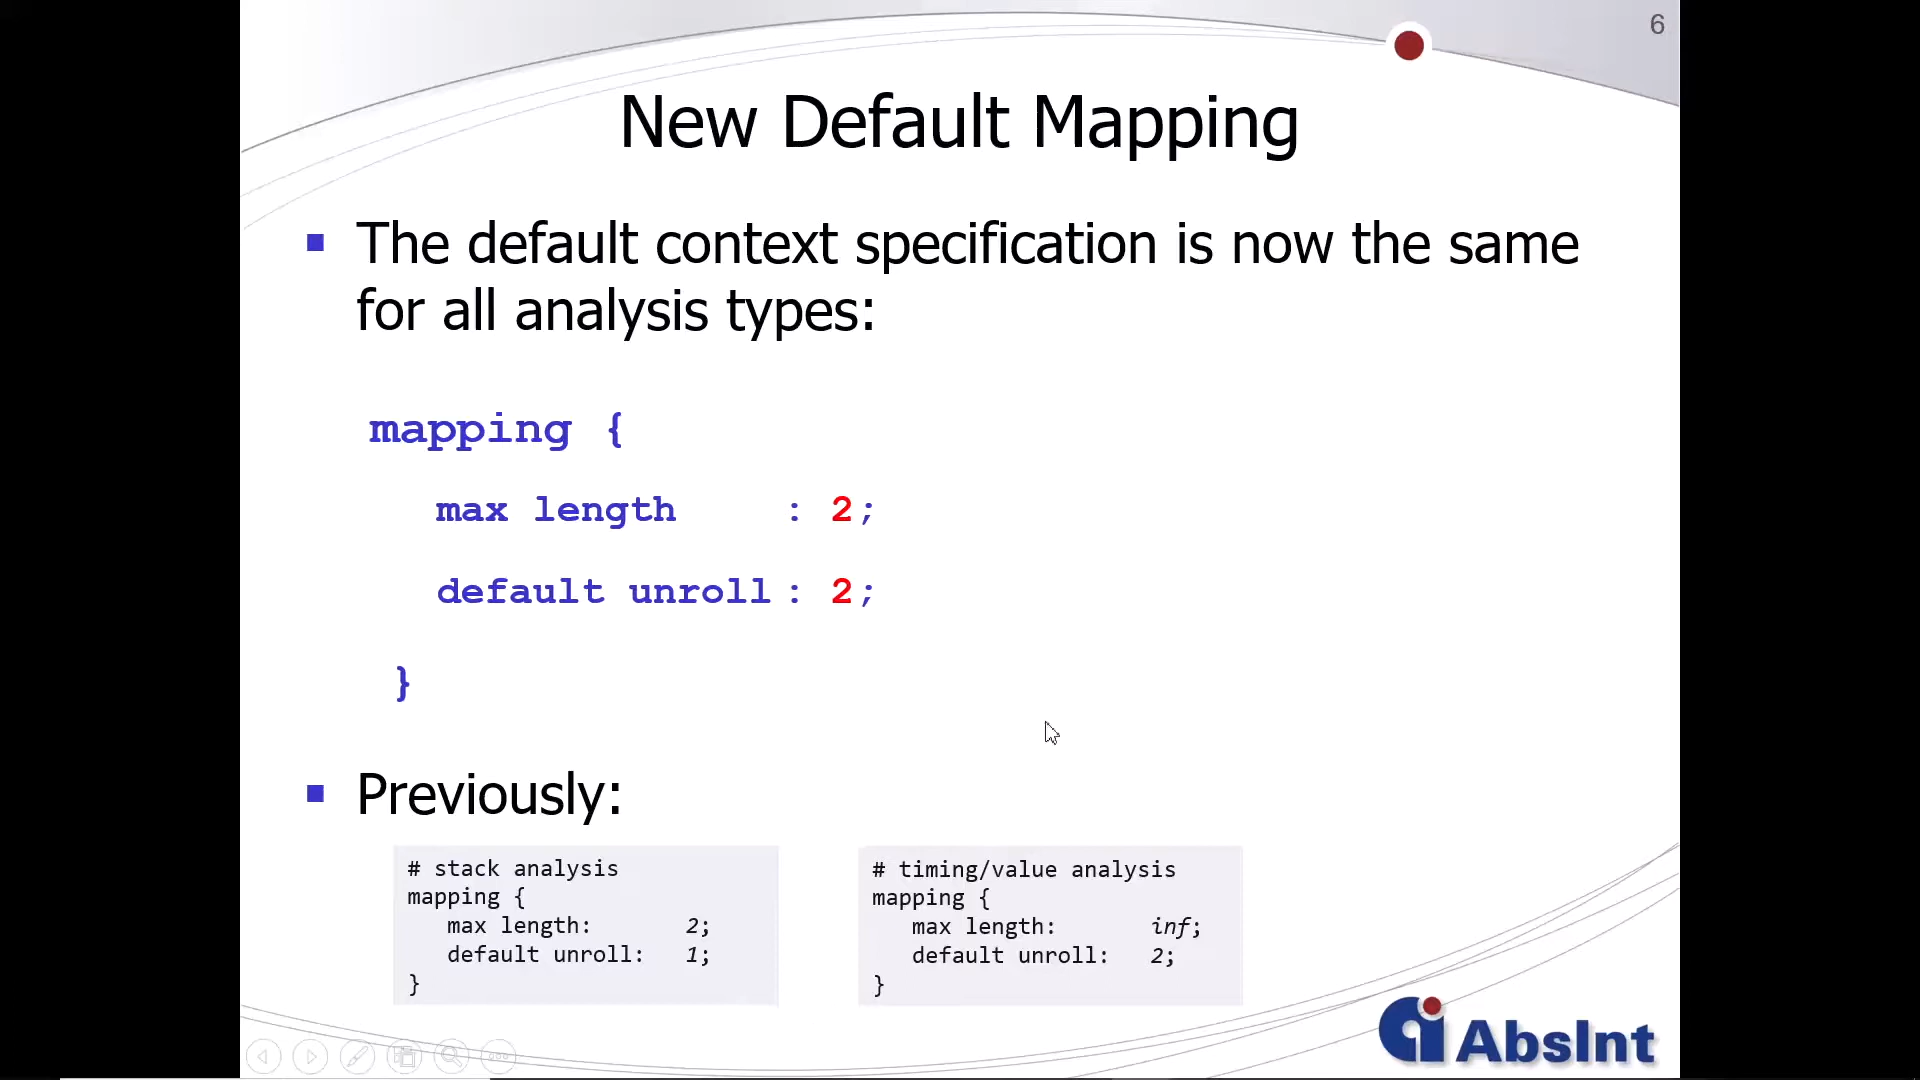 6
New Default Mapping
The default context specification is now the same
for all analysis types:
mapping {
max length : 2;
default unroll : 2;
}
Previously:
# stack analysis
mapping {
max length: 2;
default unroll: 1;
}
# timing/value analysis
mapping {
max length: inf;
default unroll: 2;
}
AbsInt